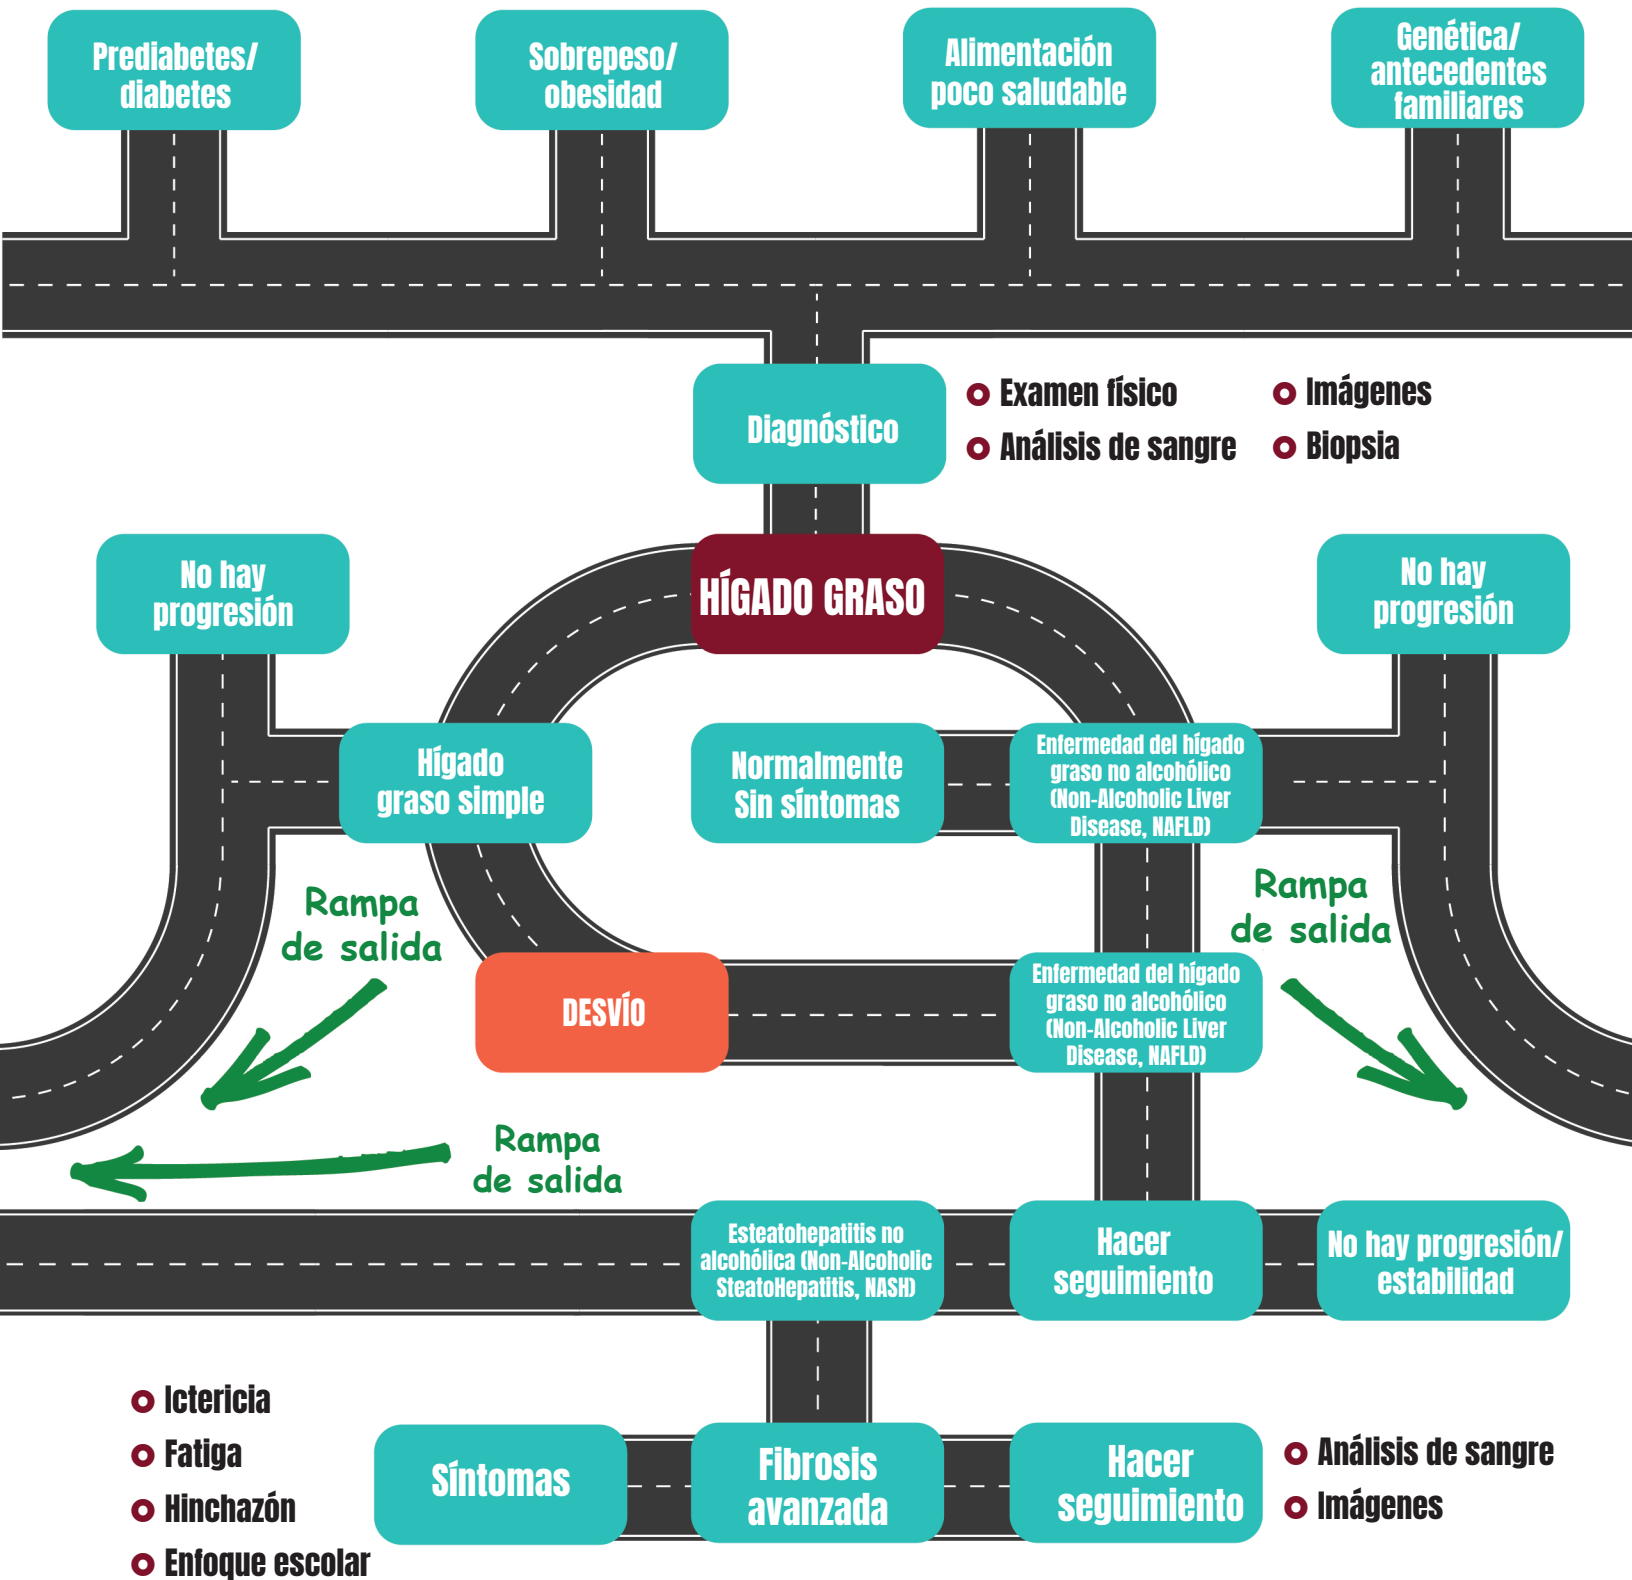 Prediabetes/
diabetes
Sobrepeso/
obesidad
Alimentación
poco saludable
Genética/
antecedentes
familiares
Diagnóstico
Examen físico
Análisis de sangre
Imágenes
Biopsia
HÍGADO GRASO
No hay
progresión
No hay
progresión
Hígado
graso simple
Normalmente
Sin síntomas
Enfermedad del hígado
graso no alcohólico
(Non-Alcoholic Liver
Disease, NAFLD)
Rampa
de salida
Rampa
de salida
DESVÍO
Enfermedad del hígado
graso no alcohólico
(Non-Alcoholic Liver
Disease, NAFLD)
Rampa
de salida
Esteatohepatitis no
alcohólica (Non-Alcoholic
SteatoHepatitis, NASH)
Hacer
seguimiento
No hay progresión/
estabilidad
Ictericia
Fatiga
Hinchazón
Enfoque escolar
Síntomas
Fibrosis
avanzada
Hacer
seguimiento
Análisis de sangre
Imágenes